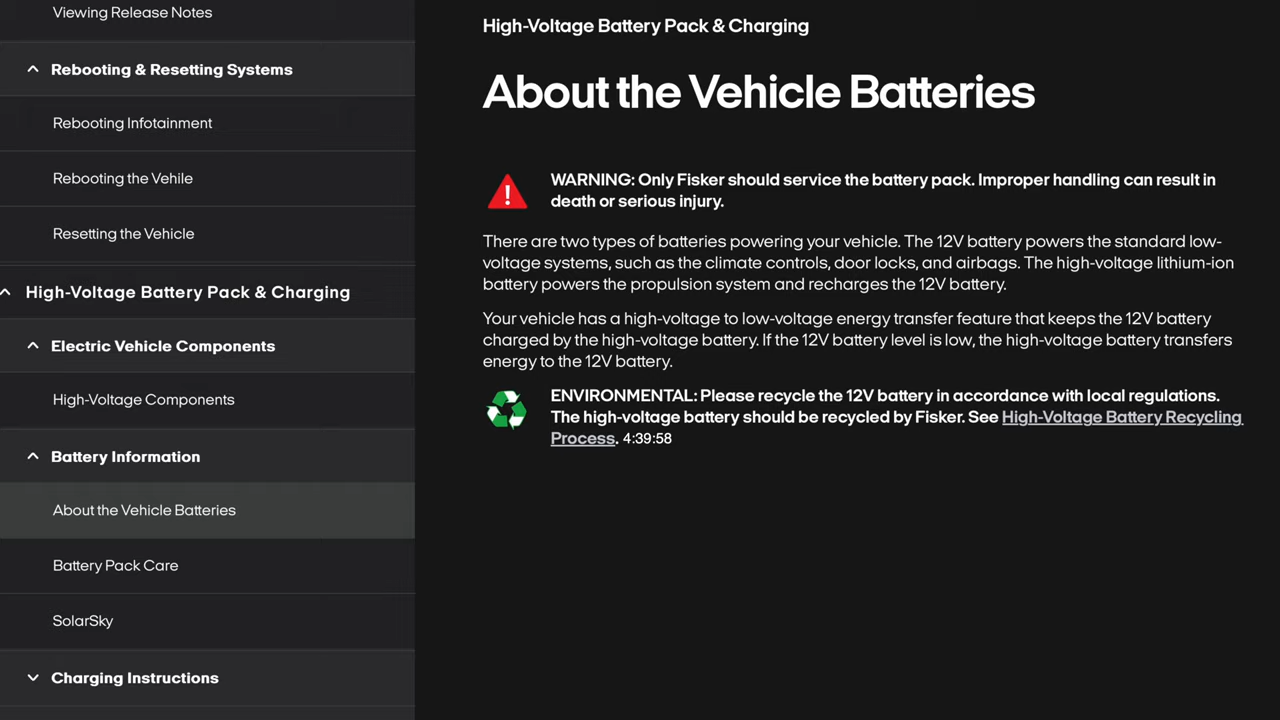 Viewing Release Notes
Rebooting & Resetting Systems
Rebooting Infotainment
Rebooting the Vehile
Resetting the Vehicle
High-Voltage Battery Pack & Charging
Electric Vehicle Components
High-Voltage Components
Battery Information
About the Vehicle Batteries
Battery Pack Care
SolarSky
Charging Instructions
High-Voltage Battery Pack & Charging
About the Vehicle Batteries
WARNING: Only Fisker should service the battery pack. Improper handling can result in
death or serious injury.
There are two types of batteries powering your vehicle. The 12V battery powers the standard low-
voltage systems, such as the climate controls, door locks, and airbags. The high-voltage lithium-ion
battery powers the propulsion system and recharges the 12V battery.
Your vehicle has a high-voltage to low-voltage energy transfer feature that keeps the 12V battery
charged by the high-voltage battery. If the 12V battery level is low, the high-voltage battery transfers
energy to the 12V battery.
ENVIRONMENTAL: Please recycle the 12V battery in accordance with local regulations.
The high-voltage battery should be recycled by Fisker. See High-Voltage Battery Recycling
Process. 4:39:58